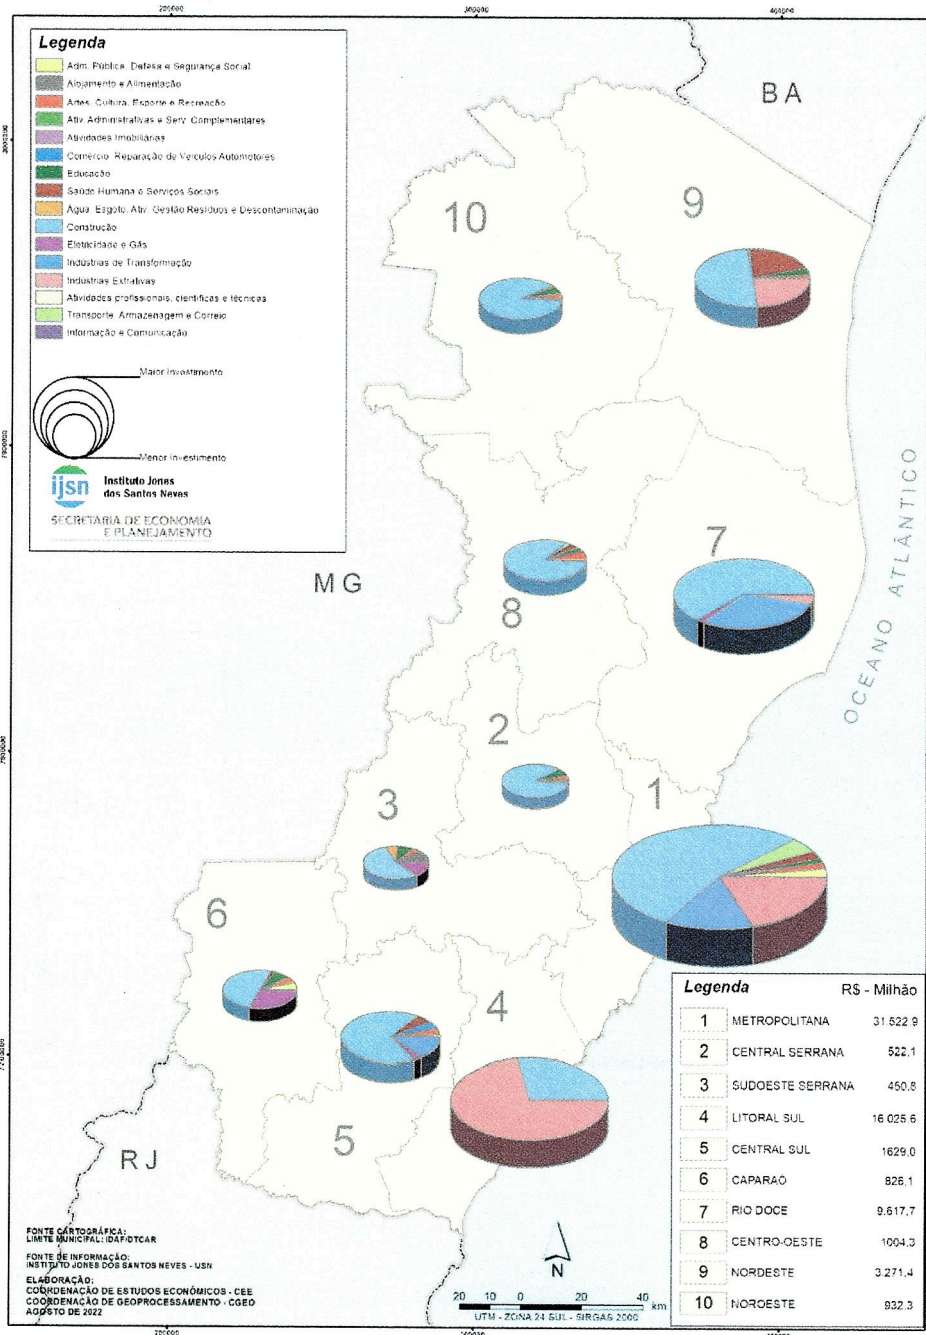 200000
300000
400000
Legenda
Adm. Pública, Defesa e Segurança Social
Alojamento e Alimentação
Artes, Cultura, Esporte e Recreação
Ativ. Administrativas e Serv. Complementares
Atividades Imobiliárias
Comércio, Reparação de Veículos Automotores
Educação
Saúde Humana e Serviços Sociais
Água, Esgoto, Ativ. Gestão Resíduos e Descontaminação
Construção
Eletricidade e Gás
Indústrias de Transformação
Indústrias Extrativas
Atividades profissionais, científicas e técnicas
Transporte, Armazenagem e Correio
Informação e Comunicação
Maior Investimento
Menor Investimento
ijsn
Instituto Jones
dos Santos Neves
SECRETARIA DE ECONOMIA
E PLANEJAMENTO
BA
10
9
MG
7
8
OCEANO ATLÂNTICO
2
1
3
6
4
5
RJ
Legenda R$ - Milhão
1 METROPOLITANA 31.522,9
2 CENTRAL SERRANA 522,1
3 SUDOESTE SERRANA 450,8
4 LITORAL SUL 16.025,6
5 CENTRAL SUL 1629,0
6 CAPARAÓ 826,1
7 RIO DOCE 9.617,7
8 CENTRO-OESTE 1004,3
9 NORDESTE 3.271,4
10 NOROESTE 932,3
FONTE CARTOGRÁFICA:
LIMITE MUNICIPAL: IDAF/DTCAR
FONTE DE INFORMAÇÃO:
INSTITUTO JONES DOS SANTOS NEVES - IJSN
ELABORAÇÃO:
COORDENAÇÃO DE ESTUDOS ECONÔMICOS - CEE
COORDENAÇÃO DE GEOPROCESSAMENTO - CGEO
AGOSTO DE 2022
N
20 10 0 20 40 km
UTM - ZONA 24 SUL - SIRGAS 2000
200000
300000
400000